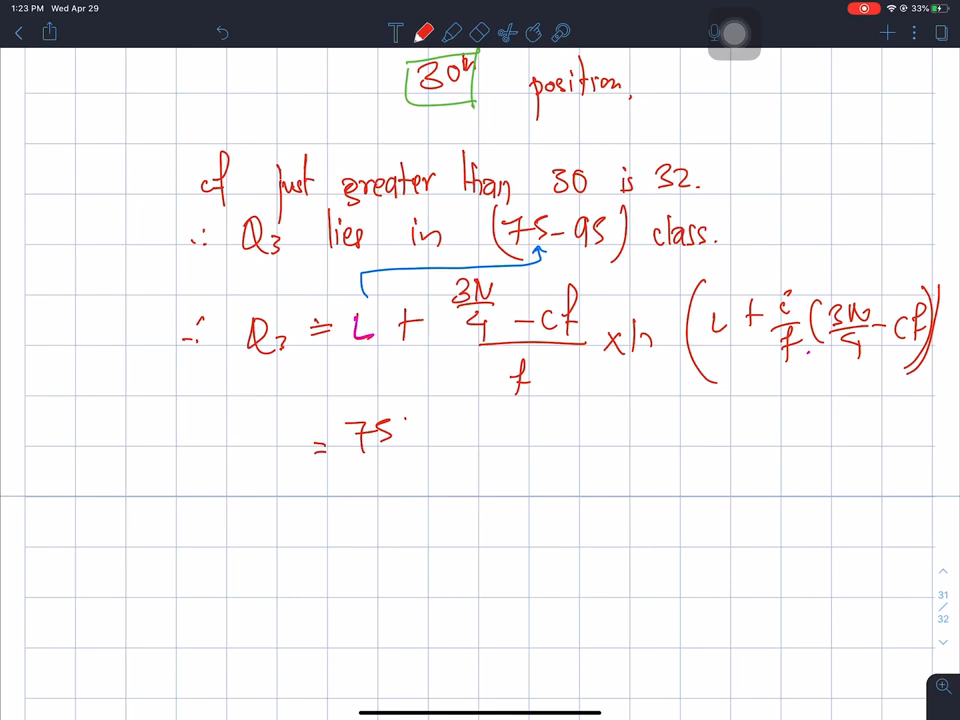 1:23 PM Wed Apr 29
33%
T
30th
position.
cf just greater than 30 is 32.
∴ Q3 lies in (75-95) class.
∴ Q3 ≐ L + 3N/4 - cf / f × h (L + i/f (3N/4 - cf))
= 75
31
/
32